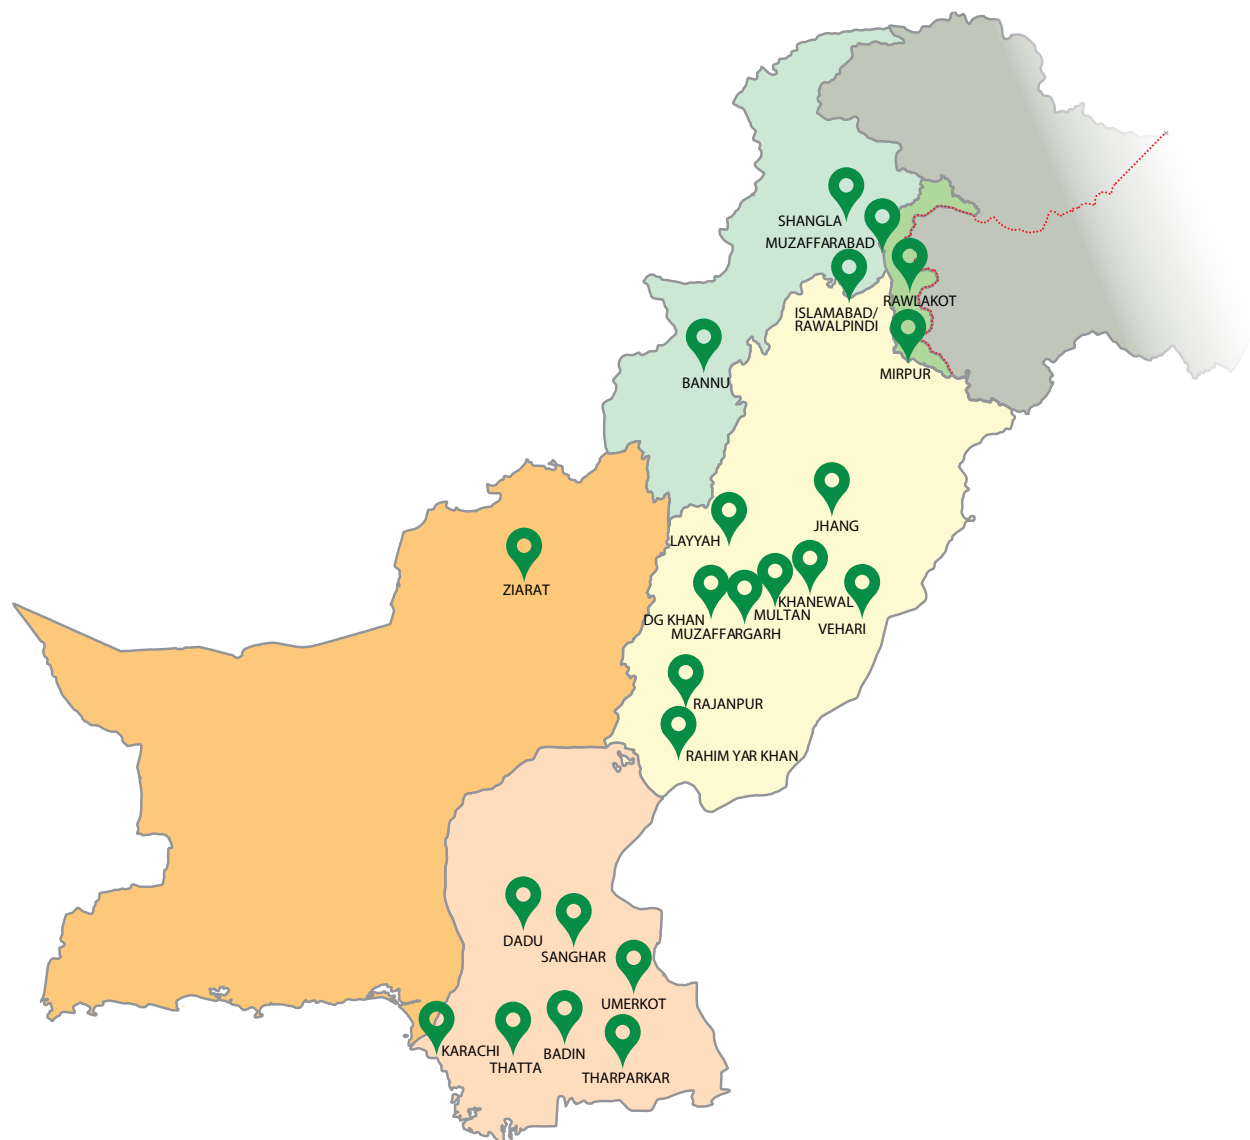 SHANGLA
MUZAFFARABAD
RAWLAKOT
ISLAMABAD/
RAWALPINDI
MIRPUR
BANNU
JHANG
LAYYAH
ZIARAT
KHANEWAL
MULTAN
DG KHAN
VEHARI
MUZAFFARGARH
RAJANPUR
RAHIM YAR KHAN
DADU
SANGHAR
UMERKOT
KARACHI
BADIN
THATTA
THARPARKAR